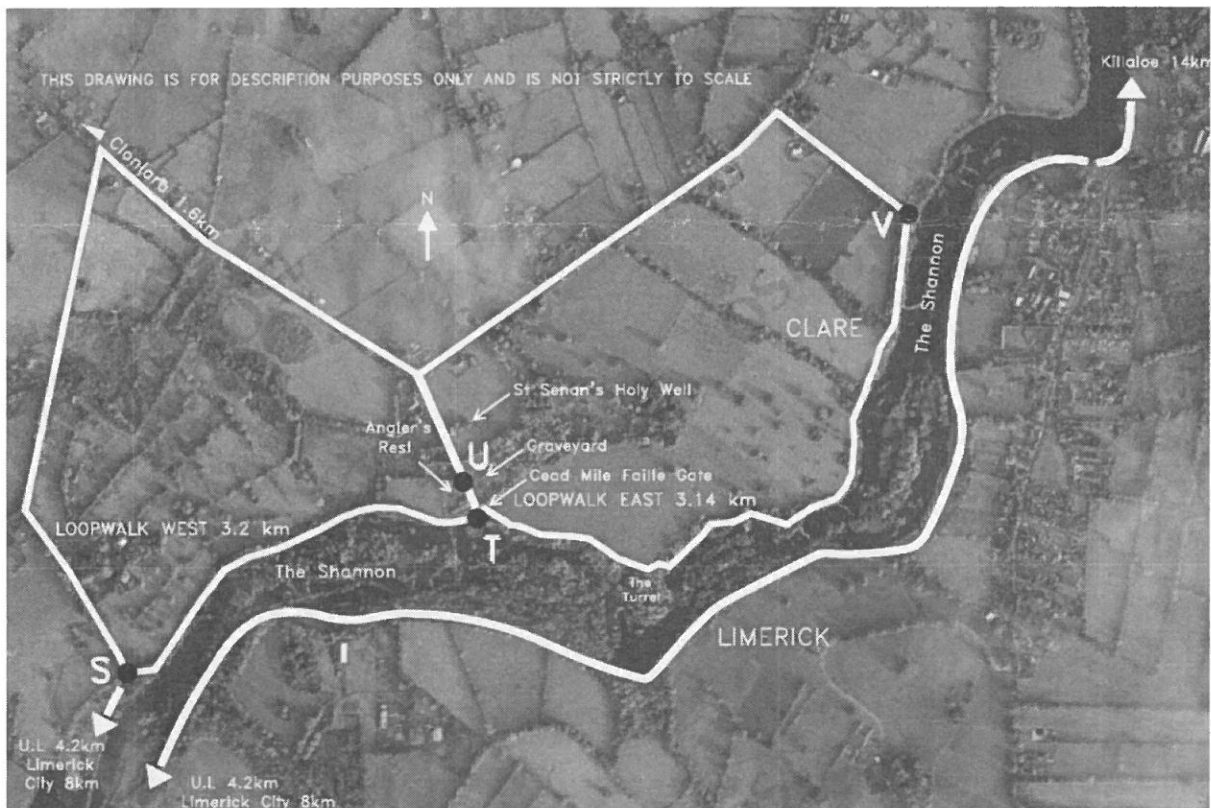 Killaloe 14km
THIS DRAWING IS FOR DESCRIPTION PURPOSES ONLY AND IS NOT STRICTLY TO SCALE
Clonlara 1.6km
N
V
The Shannon
CLARE
St Senan's Holy Well
Angler's
Rest
U
Graveyard
Cead Mile Failte Gate
LOOPWALK EAST 3.14 km
LOOPWALK WEST 3.2 km
T
The Shannon
The
Turret
LIMERICK
S
U.L 4.2km
Limerick
City 8km
U.L 4.2km
Limerick City 8km